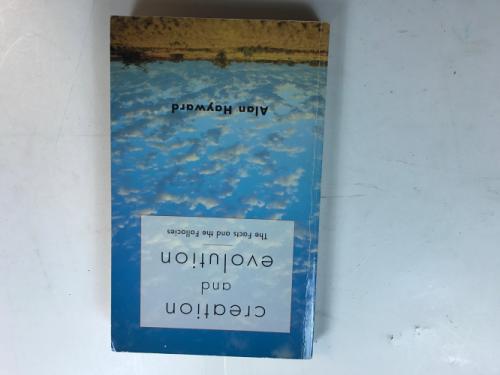 creation
and
evolution
The Facts and the Fallacies
Alan Hayward